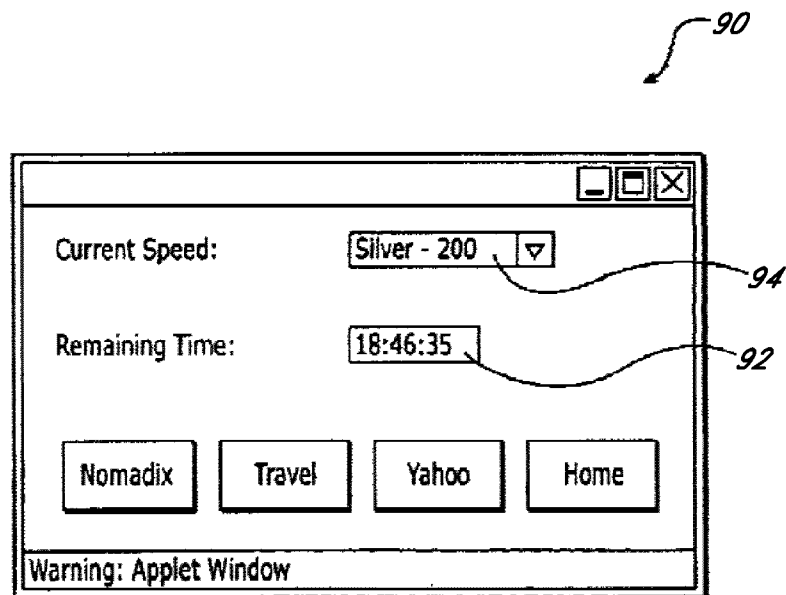 90
Current Speed: Silver - 200
94
Remaining Time: 18:46:35
92
Nomadix Travel Yahoo Home
Warning: Applet Window